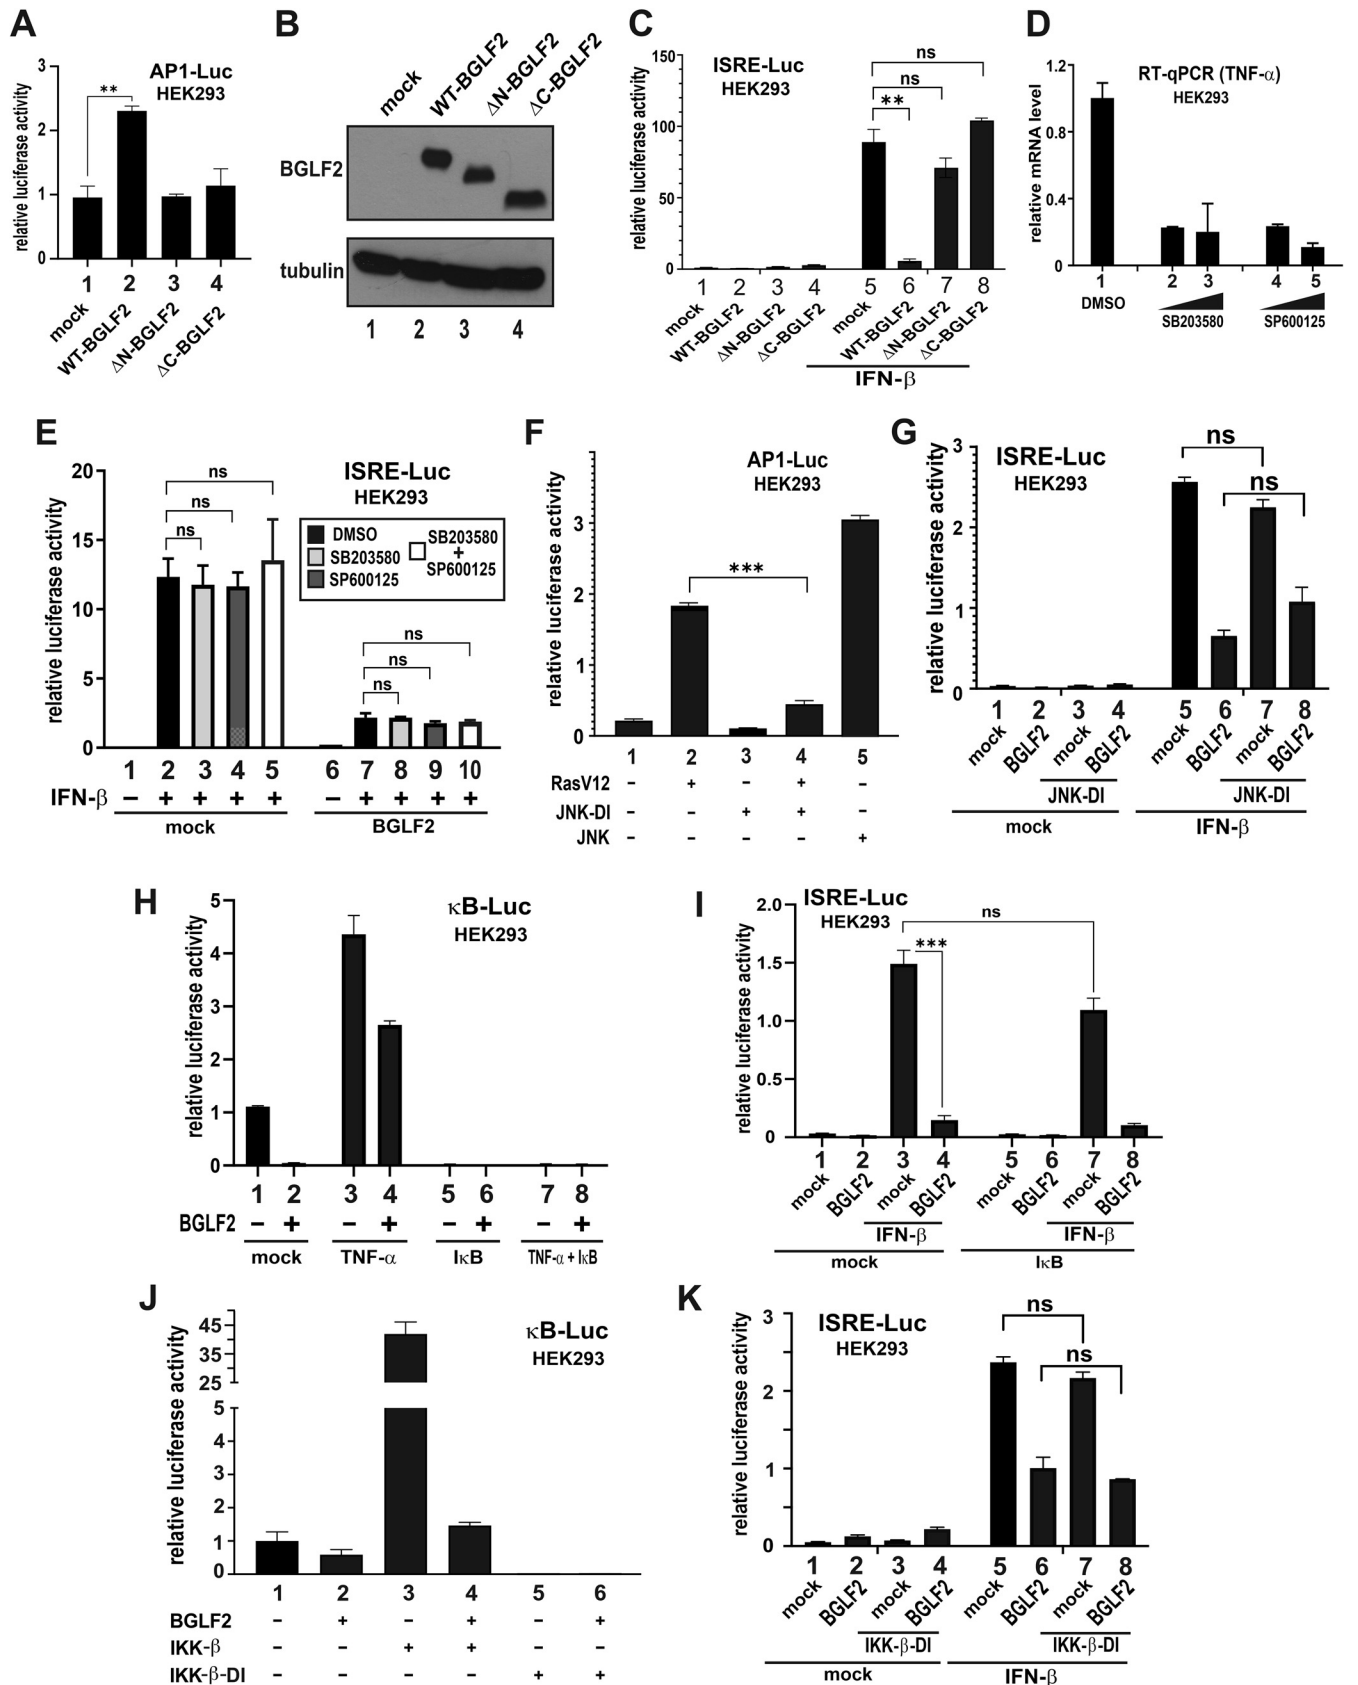 A
AP1-Luc
HEK293
relative luciferase activity
3
2
1
0
**
1 2 3 4
mock
WT-BGLF2
ΔN-BGLF2
ΔC-BGLF2
B
mock
WT-BGLF2
ΔN-BGLF2
ΔC-BGLF2
BGLF2
tubulin
1 2 3 4
C
ISRE-Luc
HEK293
relative luciferase activity
150
100
50
0
ns
ns
**
1 2 3 4 5 6 7 8
mock
WT-BGLF2
ΔN-BGLF2
ΔC-BGLF2
mock
WT-BGLF2
ΔN-BGLF2
ΔC-BGLF2
IFN-β
D
RT-qPCR (TNF-α)
HEK293
relative mRNA level
1.2
0.8
0.4
0
1 2 3 4 5
DMSO
SB203580
SP600125
E
ISRE-Luc
HEK293
relative luciferase activity
20
15
10
5
0
ns
ns
ns
DMSO
SB203580
SP600125
SB203580
+
SP600125
ns
ns
ns
1 2 3 4 5 6 7 8 9 10
IFN-β − + + + + − + + + +
mock BGLF2
F
AP1-Luc
HEK293
relative luciferase activity
3
2
1
0
***
1 2 3 4 5
RasV12 − + − + −
JNK-DI − − + + −
JNK − − − − +
G
ISRE-Luc
HEK293
relative luciferase activity
3
2
1
0
ns
ns
1 2 3 4 5 6 7 8
mock
BGLF2
mock
BGLF2
mock
BGLF2
mock
BGLF2
JNK-DI JNK-DI
mock IFN-β
H
κB-Luc
HEK293
relative luciferase activity
5
4
3
2
1
0
1 2 3 4 5 6 7 8
BGLF2 − + − + − + − +
mock TNF-α IκB TNF-α + IκB
I
ISRE-Luc
HEK293
relative luciferase activity
2.0
1.5
1.0
0.5
0
ns
***
1 2 3 4 5 6 7 8
mock
BGLF2
mock
BGLF2
mock
BGLF2
mock
BGLF2
IFN-β IFN-β
mock IκB
J
κB-Luc
HEK293
relative luciferase activity
45
35
25
5
4
3
2
1
0
1 2 3 4 5 6
BGLF2 − + − + − +
IKK-β − − + + − −
IKK-β-DI − − − − + +
K
ISRE-Luc
HEK293
relative luciferase activity
3
2
1
0
ns
ns
1 2 3 4 5 6 7 8
mock
BGLF2
mock
BGLF2
mock
BGLF2
mock
BGLF2
IKK-β-DI IKK-β-DI
mock IFN-β